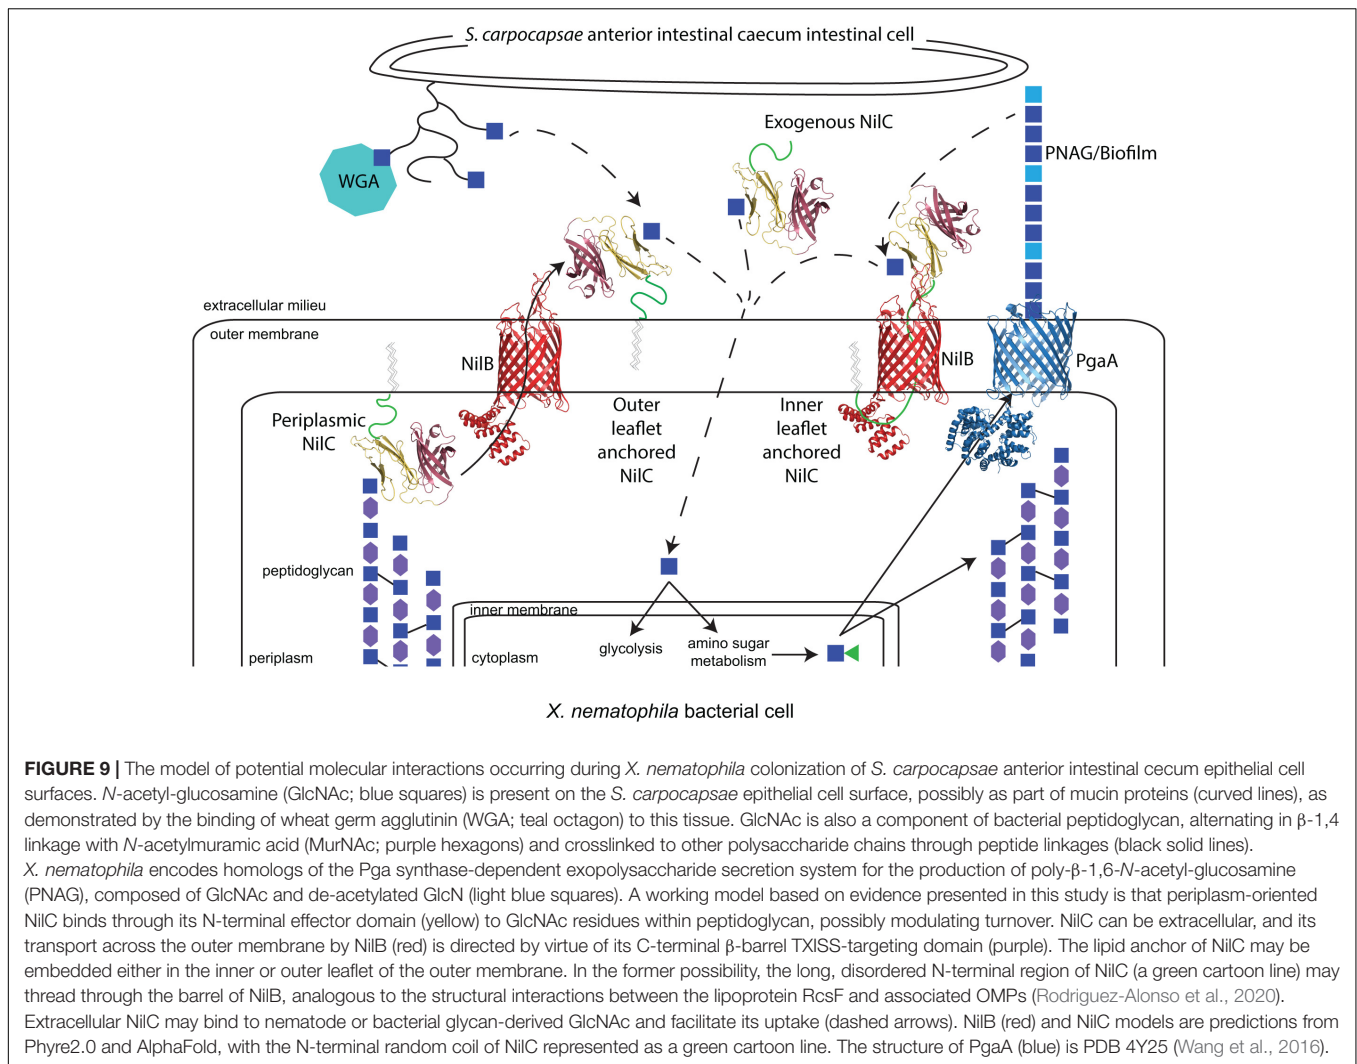 S. carpocapsae anterior intestinal caecum intestinal cell
Exogenous NilC
PNAG/Biofilm
WGA
extracellular milieu
outer membrane
NilB
NilB
PgaA
Periplasmic
NilC
Outer
leaflet
anchored
NilC
Inner
leaflet
anchored
NilC
peptidoglycan
inner membrane
glycolysis
amino sugar
metabolism
periplasm
cytoplasm
X. nematophila bacterial cell
FIGURE 9 | The model of potential molecular interactions occurring during X. nematophila colonization of S. carpocapsae anterior intestinal cecum epithelial cell
surfaces. N-acetyl-glucosamine (GlcNAc; blue squares) is present on the S. carpocapsae epithelial cell surface, possibly as part of mucin proteins (curved lines), as
demonstrated by the binding of wheat germ agglutinin (WGA; teal octagon) to this tissue. GlcNAc is also a component of bacterial peptidoglycan, alternating in β-1,4
linkage with N-acetylmuramic acid (MurNAc; purple hexagons) and crosslinked to other polysaccharide chains through peptide linkages (black solid lines).
X. nematophila encodes homologs of the Pga synthase-dependent exopolysaccharide secretion system for the production of poly-β-1,6-N-acetyl-glucosamine
(PNAG), composed of GlcNAc and de-acetylated GlcN (light blue squares). A working model based on evidence presented in this study is that periplasm-oriented
NilC binds through its N-terminal effector domain (yellow) to GlcNAc residues within peptidoglycan, possibly modulating turnover. NilC can be extracellular, and its
transport across the outer membrane by NilB (red) is directed by virtue of its C-terminal β-barrel TXISS-targeting domain (purple). The lipid anchor of NilC may be
embedded either in the inner or outer leaflet of the outer membrane. In the former possibility, the long, disordered N-terminal region of NilC (a green cartoon line) may
thread through the barrel of NilB, analogous to the structural interactions between the lipoprotein RcsF and associated OMPs (Rodriguez-Alonso et al., 2020).
Extracellular NilC may bind to nematode or bacterial glycan-derived GlcNAc and facilitate its uptake (dashed arrows). NilB (red) and NilC models are predictions from
Phyre2.0 and AlphaFold, with the N-terminal random coil of NilC represented as a green cartoon line. The structure of PgaA (blue) is PDB 4Y25 (Wang et al., 2016).